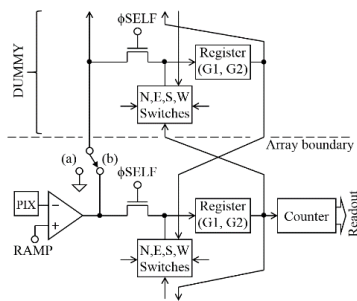 DUMMY
ϕSELF
Register
(G1, G2)
N,E,S,W
Switches
Array boundary
(a)
(b)
ϕSELF
PIX
−
+
RAMP
Register
(G1, G2)
Counter
Readout
N,E,S,W
Switches